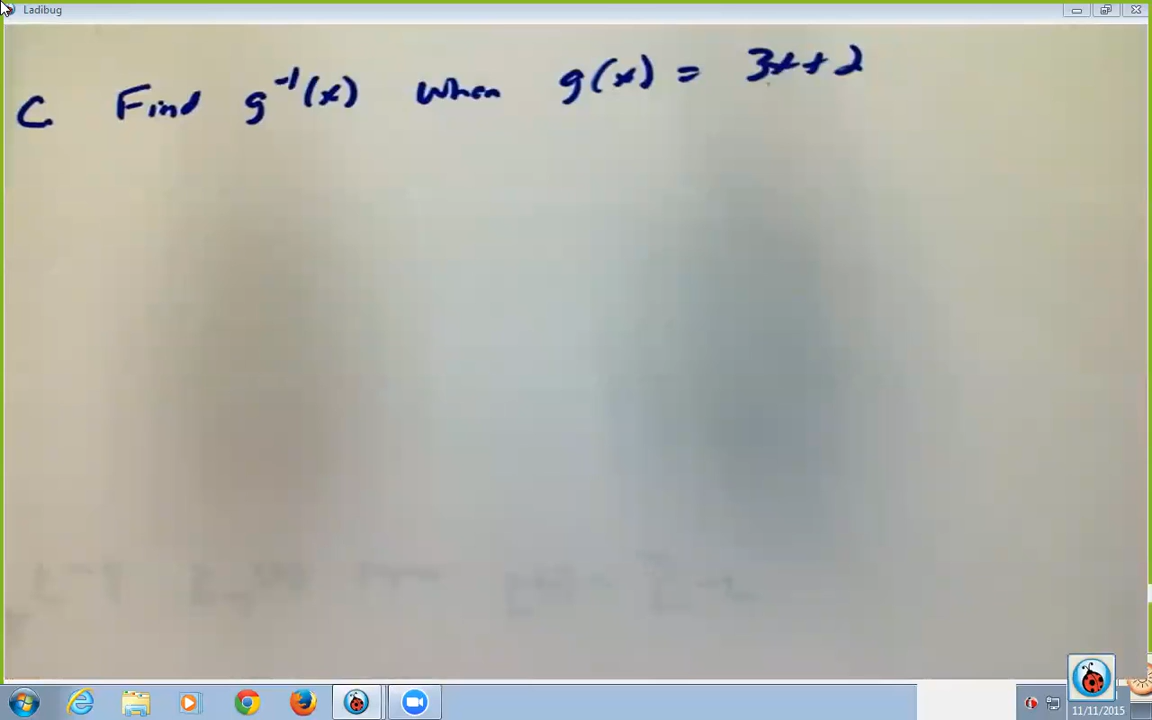 Ladibug
C. Find g⁻¹(x) when g(x) = 3x+2
11/11/2015